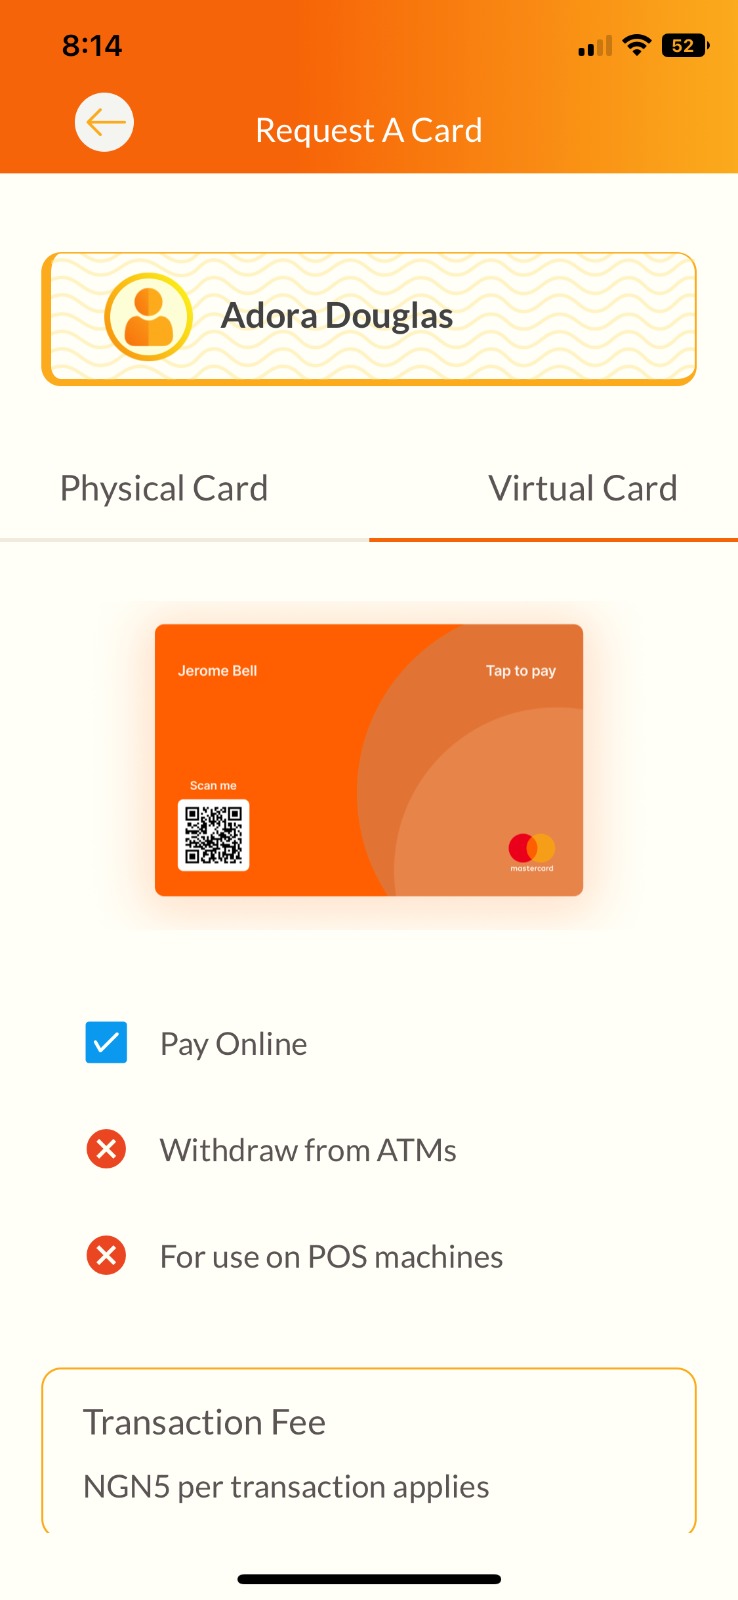 8:14
52
Request A Card
Adora Douglas
Physical Card
Virtual Card
Jerome Bell
Tap to pay
Scan me
mastercard
Pay Online
Withdraw from ATMs
For use on POS machines
Transaction Fee
NGN5 per transaction applies